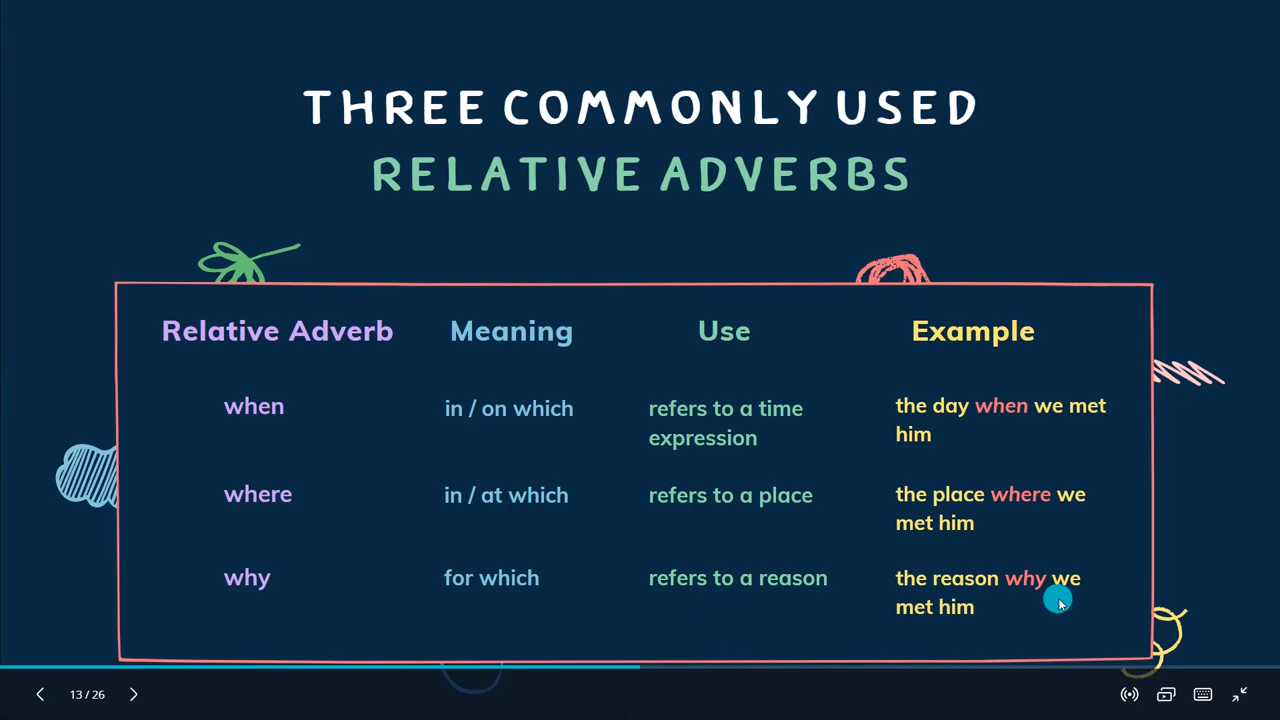 THREE COMMONLY USED
RELATIVE ADVERBS
Relative Adverb Meaning Use Example
when in / on which refers to a time expression the day when we met him
where in / at which refers to a place the place where we met him
why for which refers to a reason the reason why we met him
13 / 26